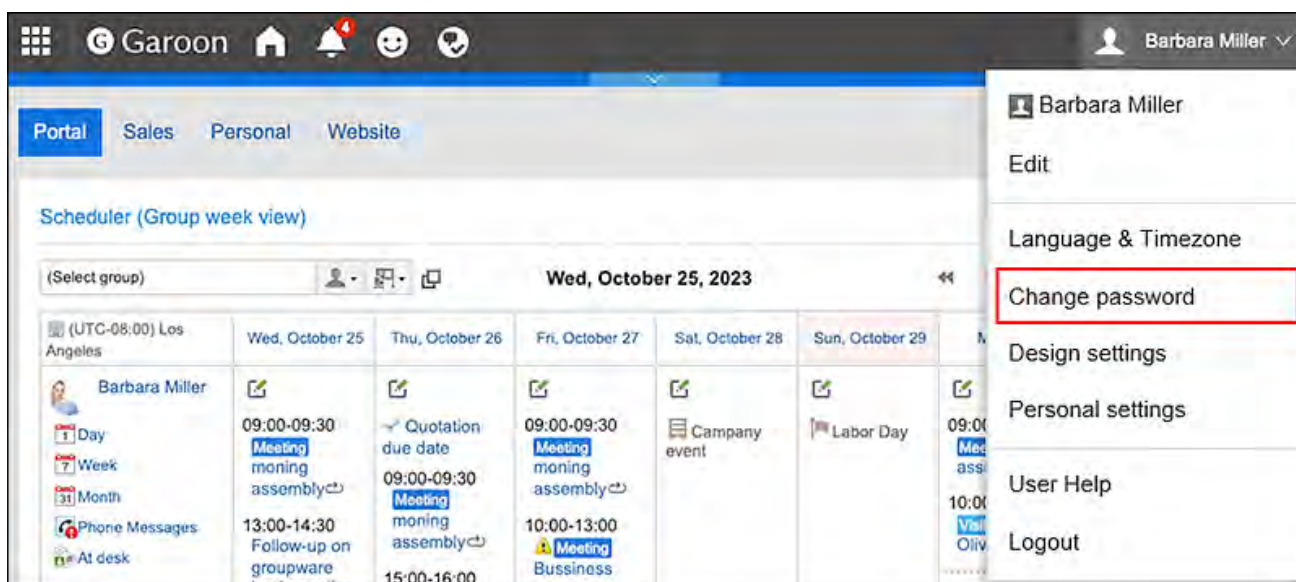 Garoon
4
Barbara Miller
Portal
Sales
Personal
Website
Barbara Miller
Edit
Language & Timezone
Change password
Design settings
Personal settings
User Help
Logout
Scheduler (Group week view)
(Select group)
Wed, October 25, 2023
(UTC-08:00) Los
Angeles
Wed, October 25
Thu, October 26
Fri, October 27
Sat, October 28
Sun, October 29
Barbara Miller
1 Day
7 Week
31 Month
Phone Messages
At desk
09:00-09:30
Meeting
moning
assembly
13:00-14:30
Follow-up on
groupware
Quotation
due date
09:00-09:30
Meeting
moning
assembly
15:00-16:00
09:00-09:30
Meeting
moning
assembly
10:00-13:00
Meeting
Bussiness
Campany
event
Labor Day